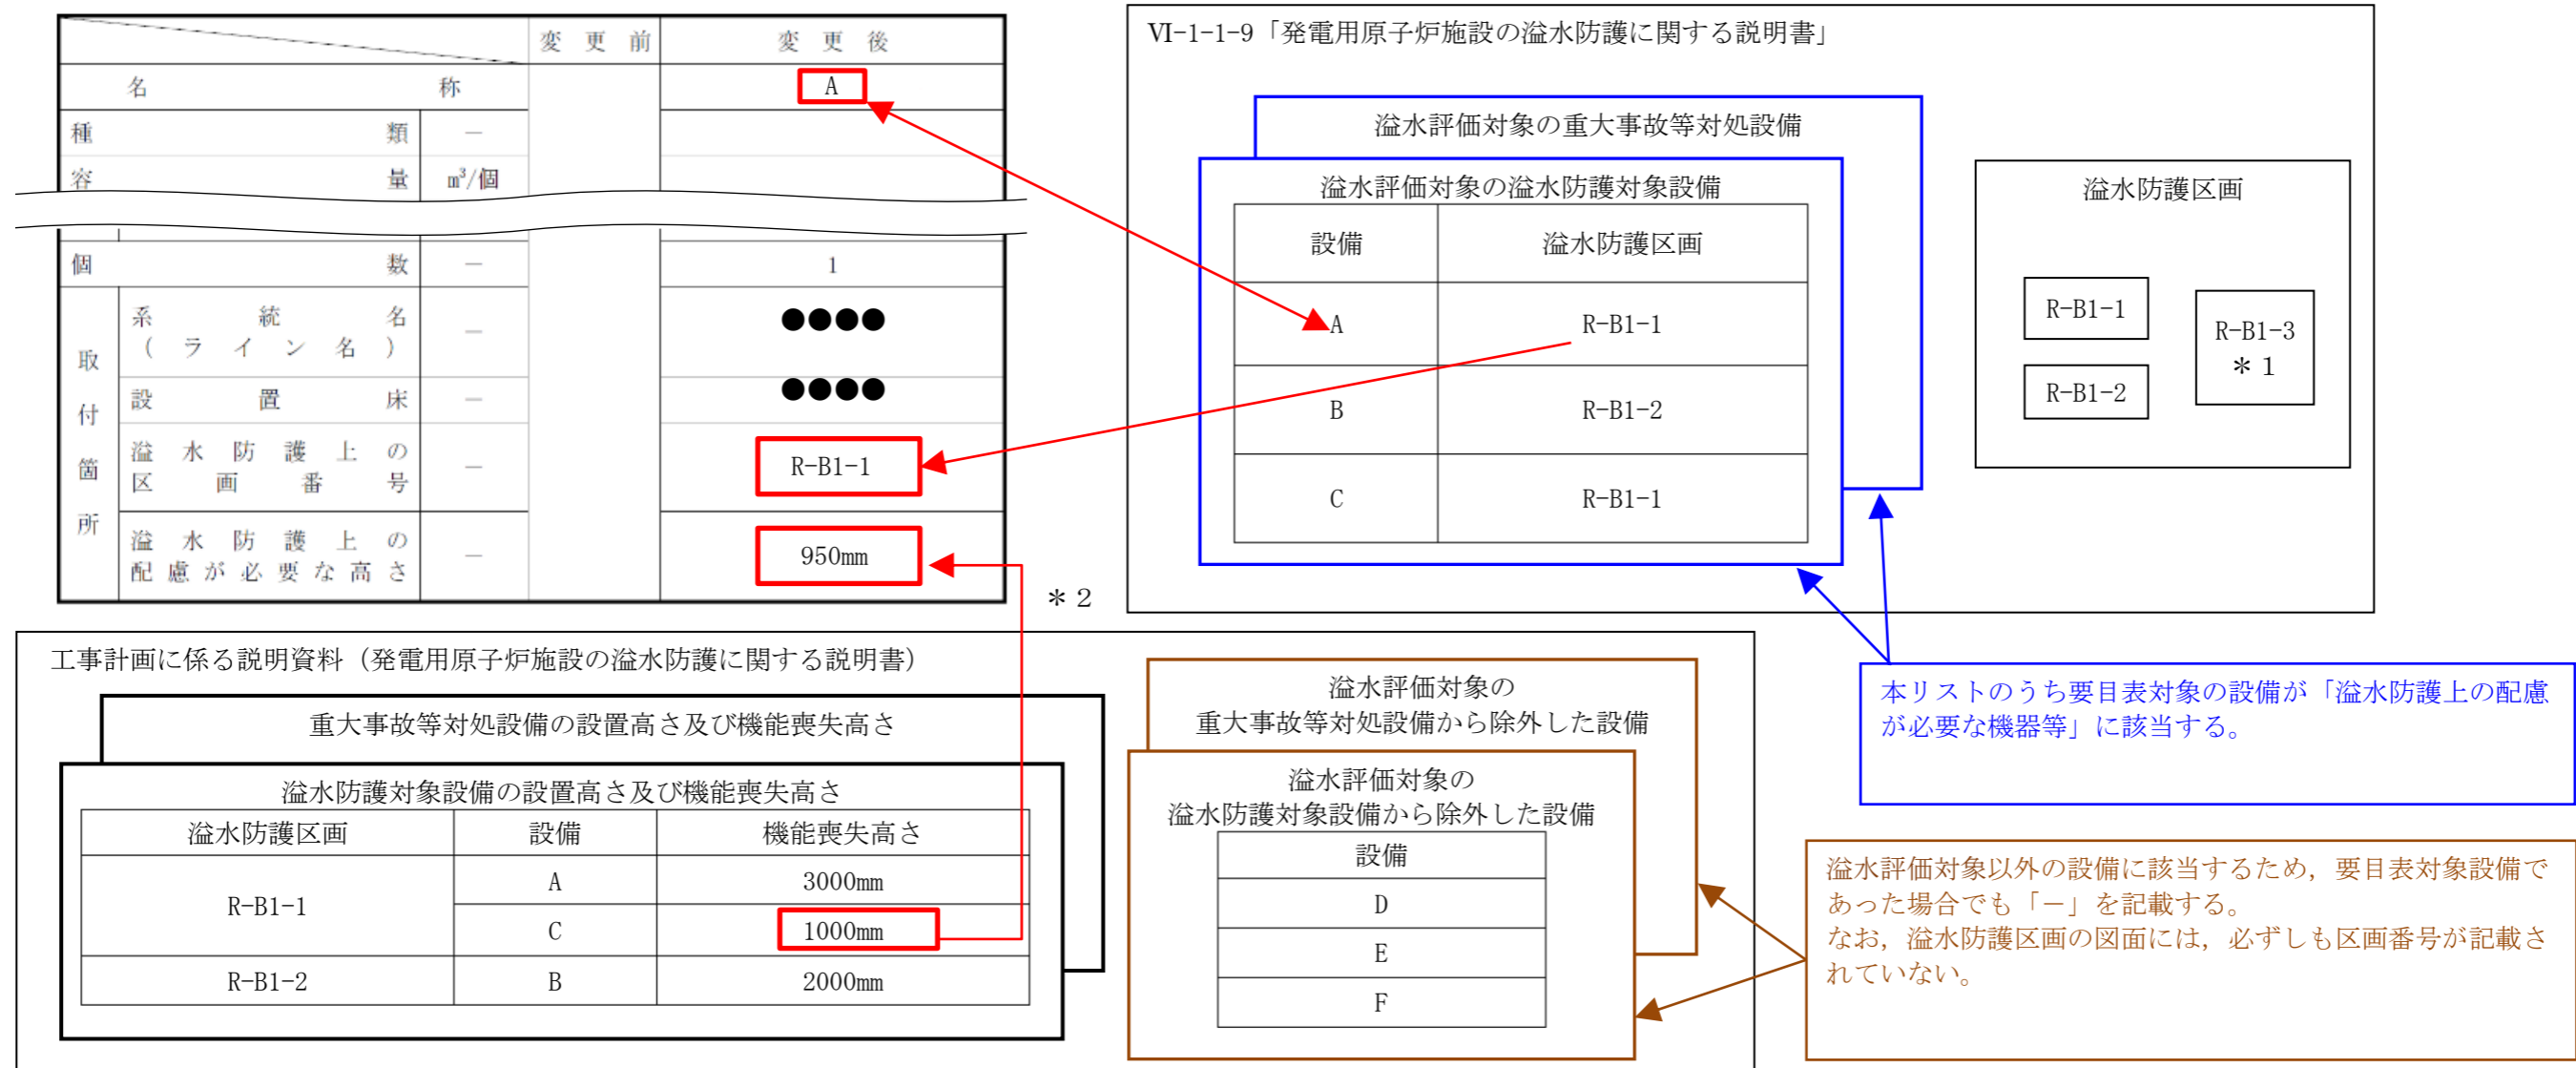 変更前 変更後
名称 A
種類 －
容量 m³/個
個数 － 1
取付箇所
系統名 － ●●●●
（ライン名）
設置床 － ●●●●
溢水防護上の
区画番号 － R-B1-1
溢水防護上の
配慮が必要な高さ － 950mm
＊2
Ⅵ-1-1-9「発電用原子炉施設の溢水防護に関する説明書」
溢水評価対象の重大事故等対処設備
溢水評価対象の溢水防護対象設備
設備 溢水防護区画
A R-B1-1
B R-B1-2
C R-B1-1
溢水防護区画
R-B1-1
R-B1-2
R-B1-3
＊1
本リストのうち要目表対象の設備が「溢水防護上の配慮
が必要な機器等」に該当する。
工事計画に係る説明資料（発電用原子炉施設の溢水防護に関する説明書）
重大事故等対処設備の設置高さ及び機能喪失高さ
溢水防護対象設備の設置高さ及び機能喪失高さ
溢水防護区画 設備 機能喪失高さ
R-B1-1 A 3000mm
C 1000mm
R-B1-2 B 2000mm
溢水評価対象の
重大事故等対処設備から除外した設備
溢水評価対象の
溢水防護対象設備から除外した設備
設備
D
E
F
溢水評価対象以外の設備に該当するため，要目表対象設備で
あった場合でも「－」を記載する。
なお，溢水防護区画の図面には，必ずしも区画番号が記載さ
れていない。